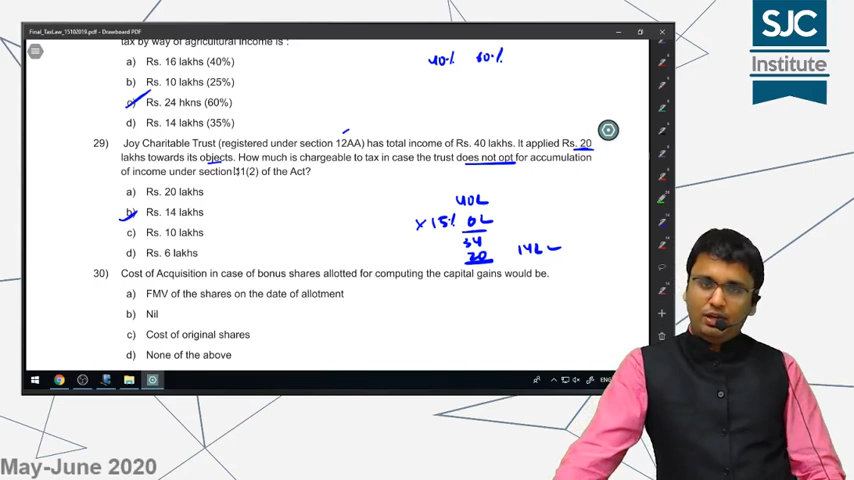 Final_TaxLaw_15102019.pdf - Drawboard PDF
SJC
Institute
tax by way of agricultural income is :
a) Rs. 16 lakhs (40%)
b) Rs. 10 lakhs (25%)
c) Rs. 24 hkns (60%)
d) Rs. 14 lakhs (35%)
40% 60%
29) Joy Charitable Trust (registered under section 12AA) has total income of Rs. 40 lakhs. It applied Rs. 20
lakhs towards its objects. How much is chargeable to tax in case the trust does not opt for accumulation
of income under section 11(2) of the Act?
a) Rs. 20 lakhs
b) Rs. 14 lakhs
c) Rs. 10 lakhs
d) Rs. 6 lakhs
40L
x 15%
34
20
14L
30) Cost of Acquisition in case of bonus shares allotted for computing the capital gains would be.
a) FMV of the shares on the date of allotment
b) Nil
c) Cost of original shares
d) None of the above
ENG
May-June 2020